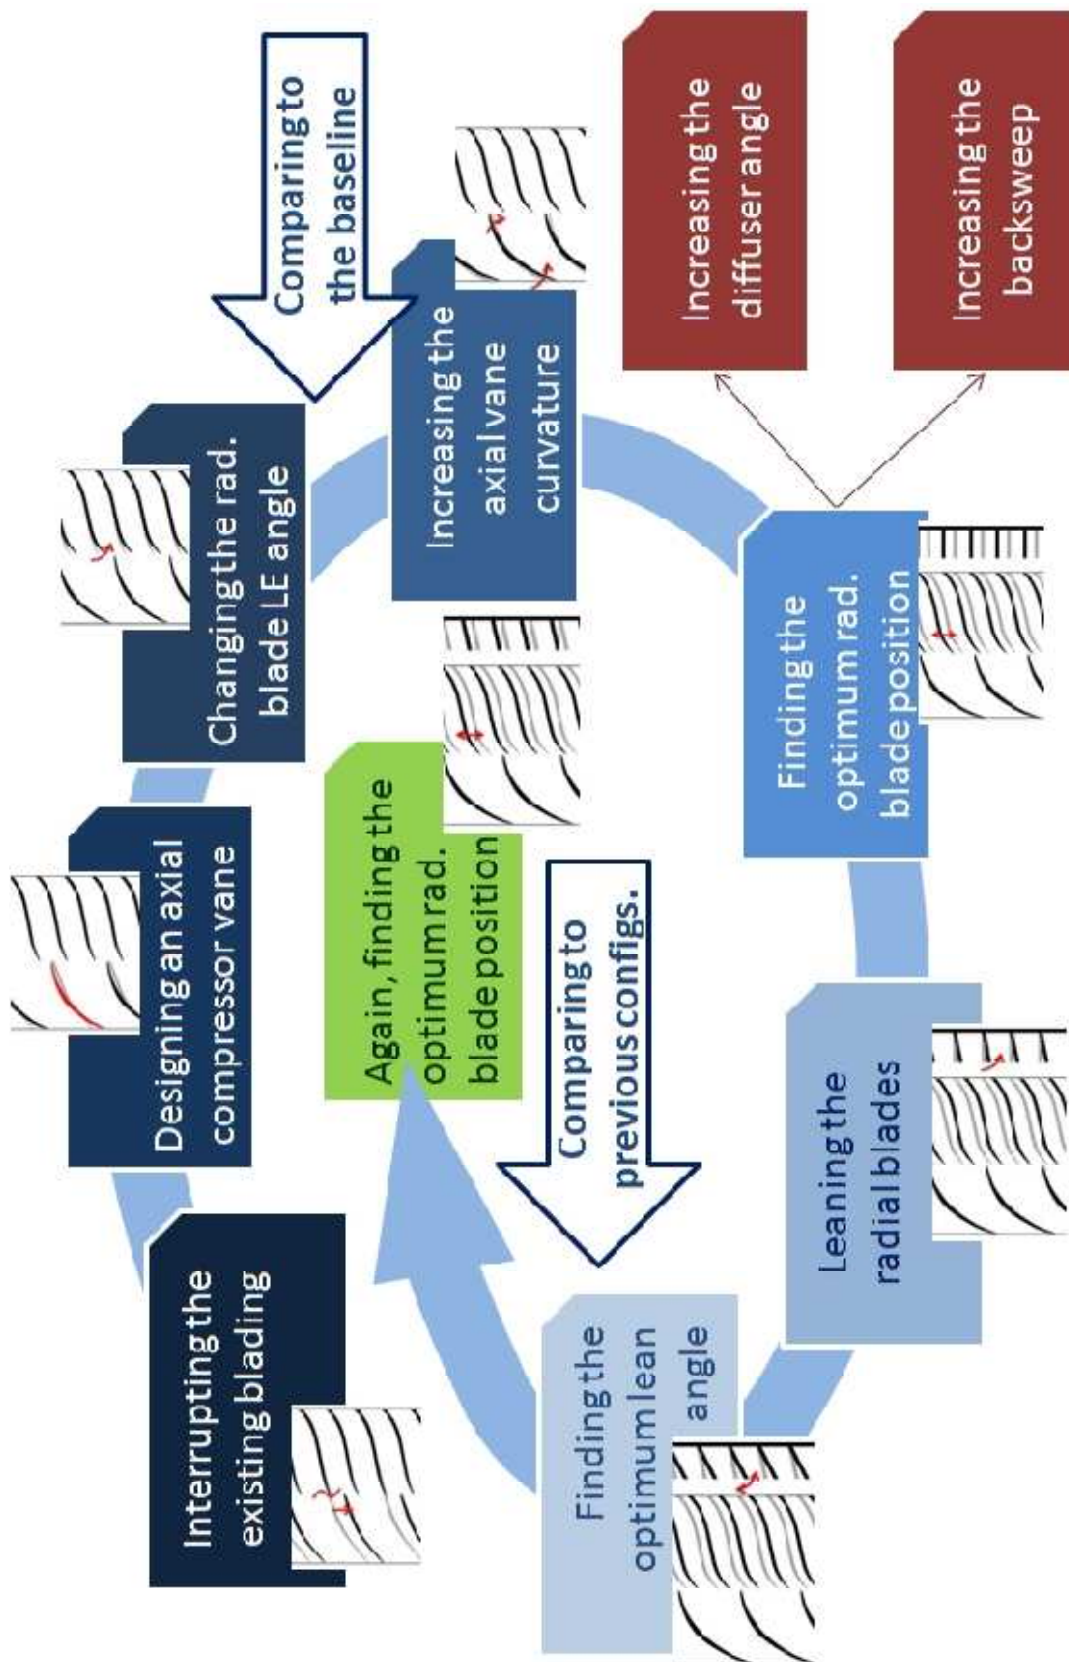 Interrupting the
existing blading
Designing an axial
compressor vane
Changing the rad.
blade LE angle
Comparing to
the baseline
Increasing the
axial vane
curvature
Finding the
optimum rad.
blade position
Increasing the
diffuser angle
Increasing the
backsweep
Leaning the
radial blades
Finding the
optimum lean
angle
Comparing to
previous configs.
Again, finding the
optimum rad.
blade position